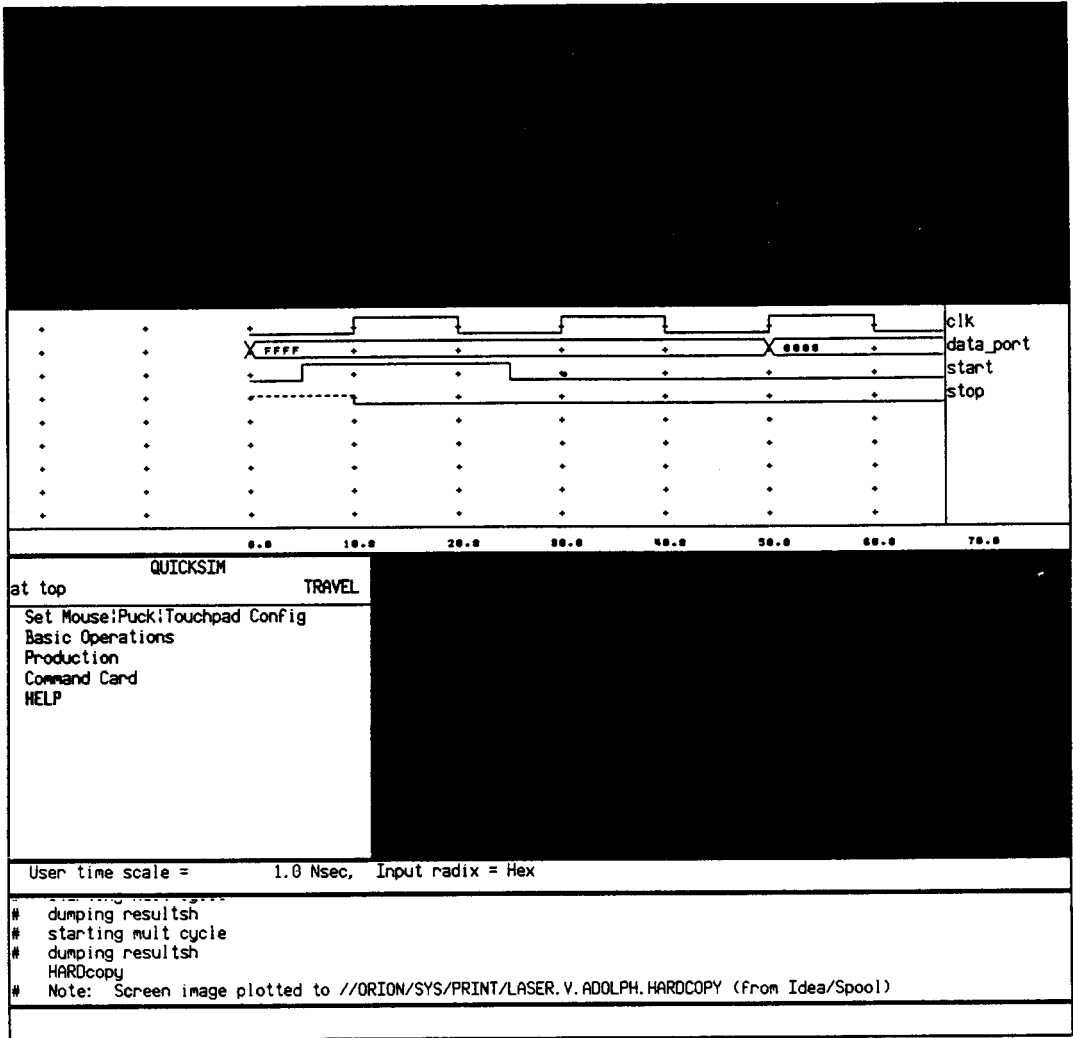 clk
FFFF
data_port
start
stop
0.0 10.0 20.0 30.0 40.0 50.0 60.0 70.0
QUICKSIM
at top TRAVEL
Set Mouse¦Puck¦Touchpad Config
Basic Operations
Production
Command Card
HELP
User time scale = 1.0 Nsec, Input radix = Hex
# dumping resultsh
# starting mult cycle
# dumping resultsh
HARDcopy
# Note: Screen image plotted to //ORION/SYS/PRINT/LASER.V.ADOLPH.HARDCOPY (from Idea/Spool)